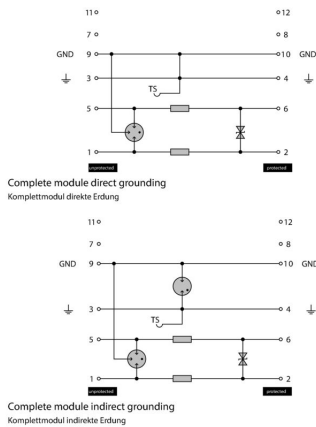 11 12
7 8
GND 9 10 GND
3 4
TS
5 6
1 2
unprotected protected
Complete module direct grounding
Komplettmodul direkte Erdung
11 12
7 8
GND 9 10 GND
3 4
TS
5 6
1 2
unprotected protected
Complete module indirect grounding
Komplettmodul indirekte Erdung